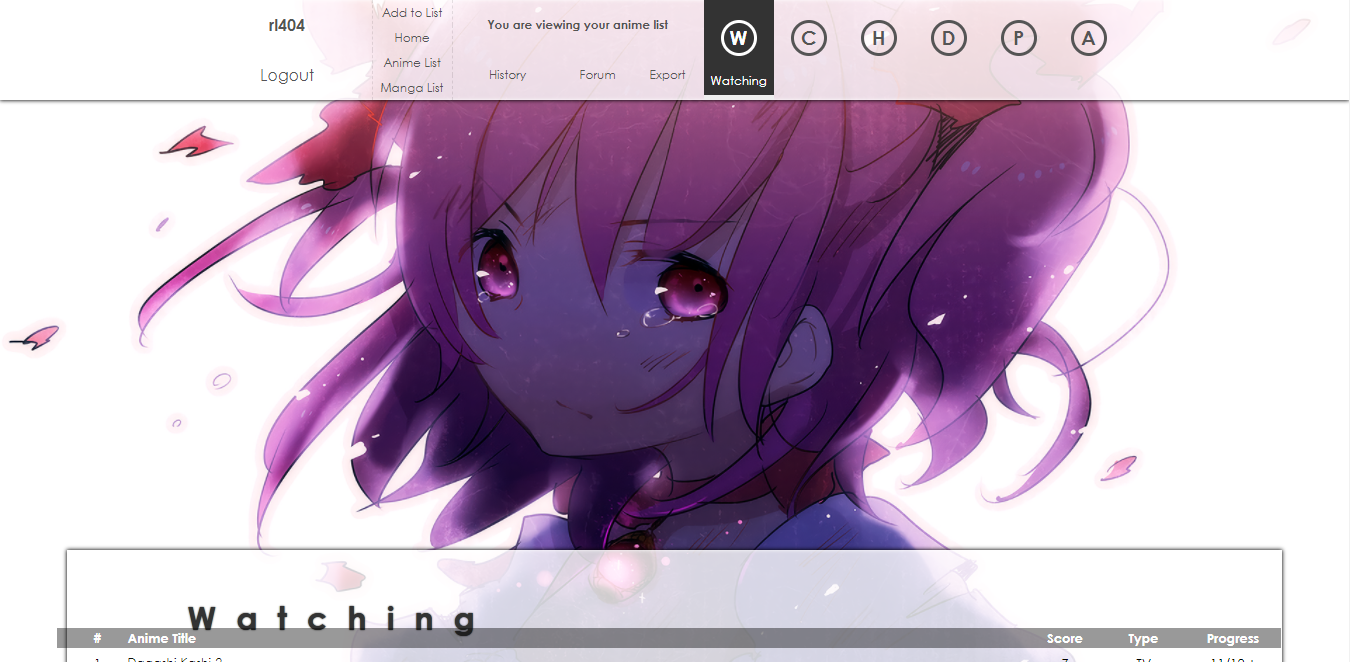 rl404
Logout
Add to List
Home
Anime List
Manga List
You are viewing your anime list
History Forum Export
W C H D P A
Watching
Watching
# Anime Title Score Type Progress